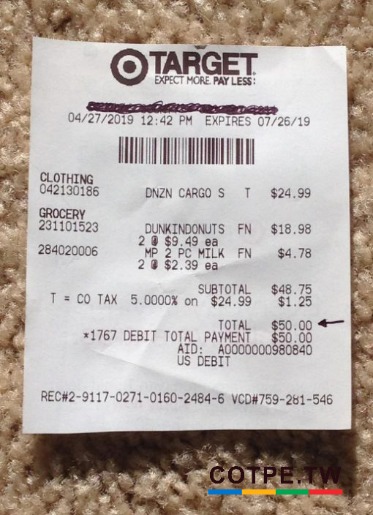 TARGET
EXPECT MORE. PAY LESS.
04/27/2019 12:42 PM EXPIRES 07/26/19
CLOTHING
042130186 DNZN CARGO S T $24.99
GROCERY
231101523 DUNKINDONUTS FN $18.98
2 @ $9.49 ea
284020006 MP 2 PC MILK FN $4.78
2 @ $2.39 ea
SUBTOTAL $48.75
T = CO TAX 5.0000% on $24.99 $1.25
TOTAL $50.00
*1767 DEBIT TOTAL PAYMENT $50.00
AID: A0000000980840
US DEBIT
REC#2-9117-0271-0160-2484-6 VCD#759-281-546
COTPE.TW